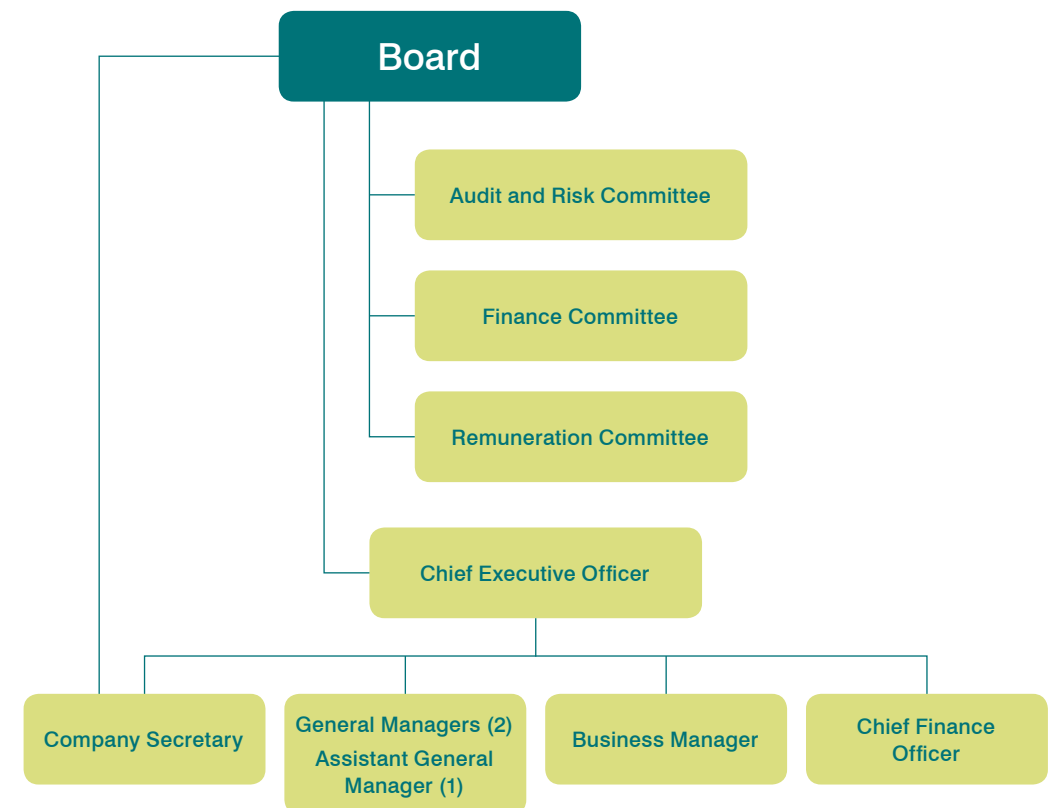 Board
Audit and Risk Committee
Finance Committee
Remuneration Committee
Chief Executive Officer
Company Secretary
General Managers (2)
Assistant General
Manager (1)
Business Manager
Chief Finance
Officer